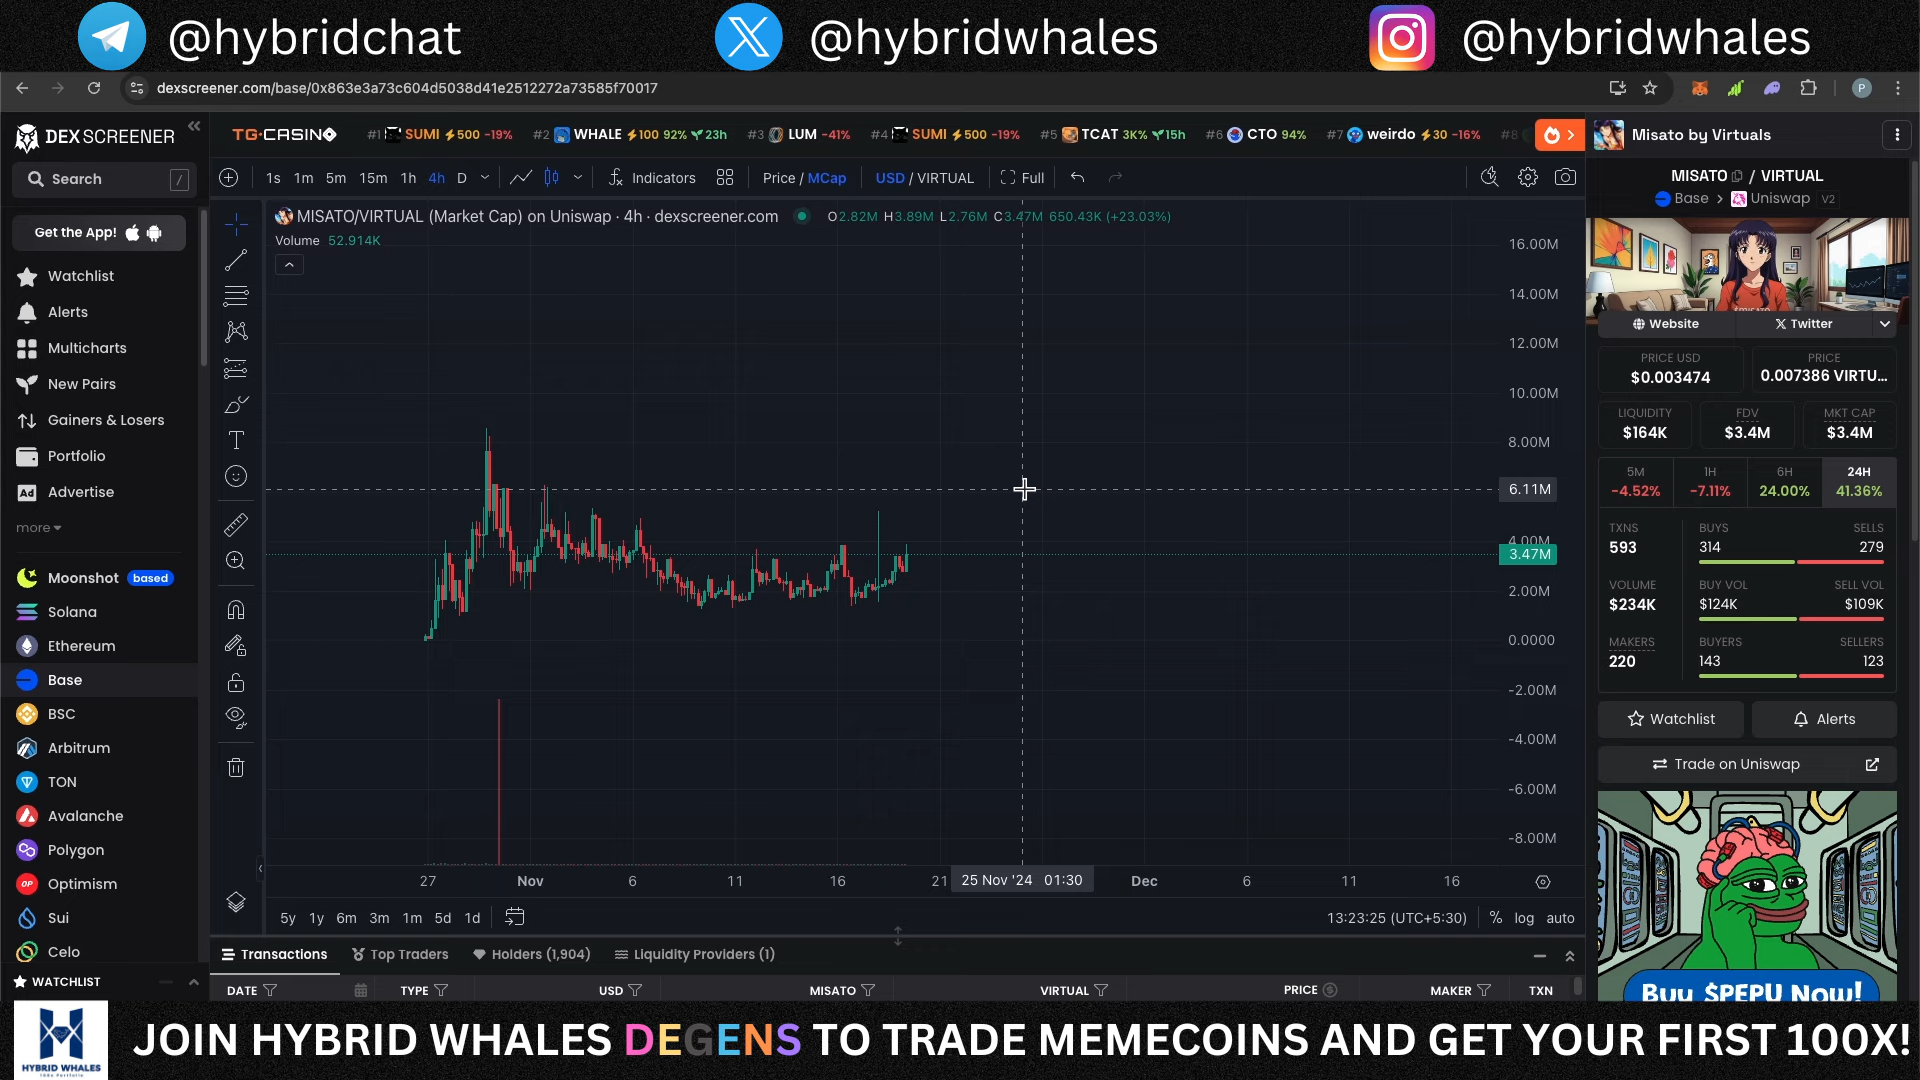 @hybridchat @hybridwhales @hybridwhales
dexscreener.com/base/0x863e3a73c604d5038d41e2512272a73585f70017 P
DEX SCREENER
TG·CASINO #1 SUMI ⚡500 -19% #2 WHALE ⚡100 92% 23h #3 LUM -41% #4 SUMI ⚡500 -19% #5 TCAT 3K% 15h #6 CTO 94% #7 weirdo ⚡30 -16% #8
Misato by Virtuals
Search /
1s 1m 5m 15m 1h 4h D Indicators Price / MCap USD / VIRTUAL Full
MISATO / VIRTUAL
Base > Uniswap V2
MISATO/VIRTUAL (Market Cap) on Uniswap · 4h · dexscreener.com O2.82M H3.89M L2.76M C3.47M 650.43K (+23.03%)
Volume 52.914K
Get the App!
Watchlist
Alerts
Multicharts
New Pairs
Gainers & Losers
Portfolio
Ad Advertise
more
Moonshot based
Solana
Ethereum
Base
BSC
Arbitrum
TON
Avalanche
Polygon
OP Optimism
Sui
Celo
WATCHLIST
16.00M
14.00M
12.00M
10.00M
8.00M
6.11M
4.00M
3.47M
2.00M
0.0000
-2.00M
-4.00M
-6.00M
-8.00M
27 Nov 6 11 16 21 25 Nov '24 01:30 Dec 6 11 16
5y 1y 6m 3m 1m 5d 1d 13:23:25 (UTC+5:30) % log auto
Transactions Top Traders Holders (1,904) Liquidity Providers (1)
DATE TYPE USD MISATO VIRTUAL PRICE MAKER TXN
Website Twitter
PRICE USD PRICE
$0.003474 0.007386 VIRTU...
LIQUIDITY FDV MKT CAP
$164K $3.4M $3.4M
5M 1H 6H 24H
-4.52% -7.11% 24.00% 41.36%
TXNS BUYS SELLS
593 314 279
VOLUME BUY VOL SELL VOL
$234K $124K $109K
MAKERS BUYERS SELLERS
220 143 123
Watchlist Alerts
Trade on Uniswap
Buy $PEPU Now!
HYBRID WHALES
JOIN HYBRID WHALES DEGENS TO TRADE MEMECOINS AND GET YOUR FIRST 100X!